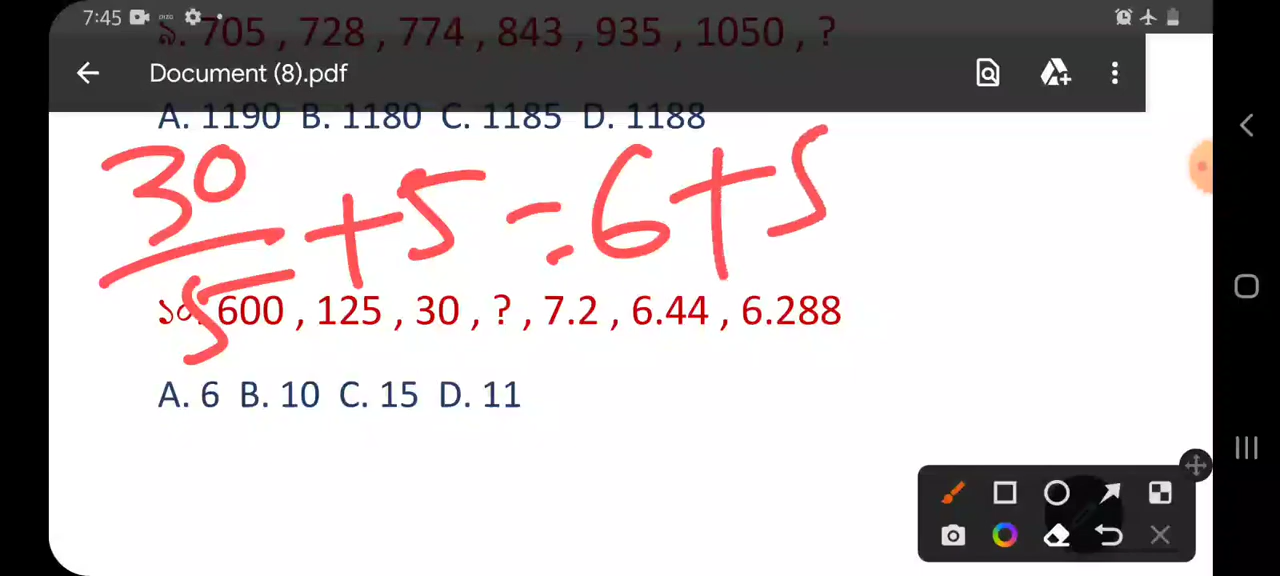 7:45
৯. 705 , 728 , 774 , 843 , 935 , 1050 , ?
Document (8).pdf
A. 1190 B. 1180 C. 1185 D. 1188
30/5 + 5 = 6 + 5
১০. 600 , 125 , 30 , ? , 7.2 , 6.44 , 6.288
A. 6 B. 10 C. 15 D. 11